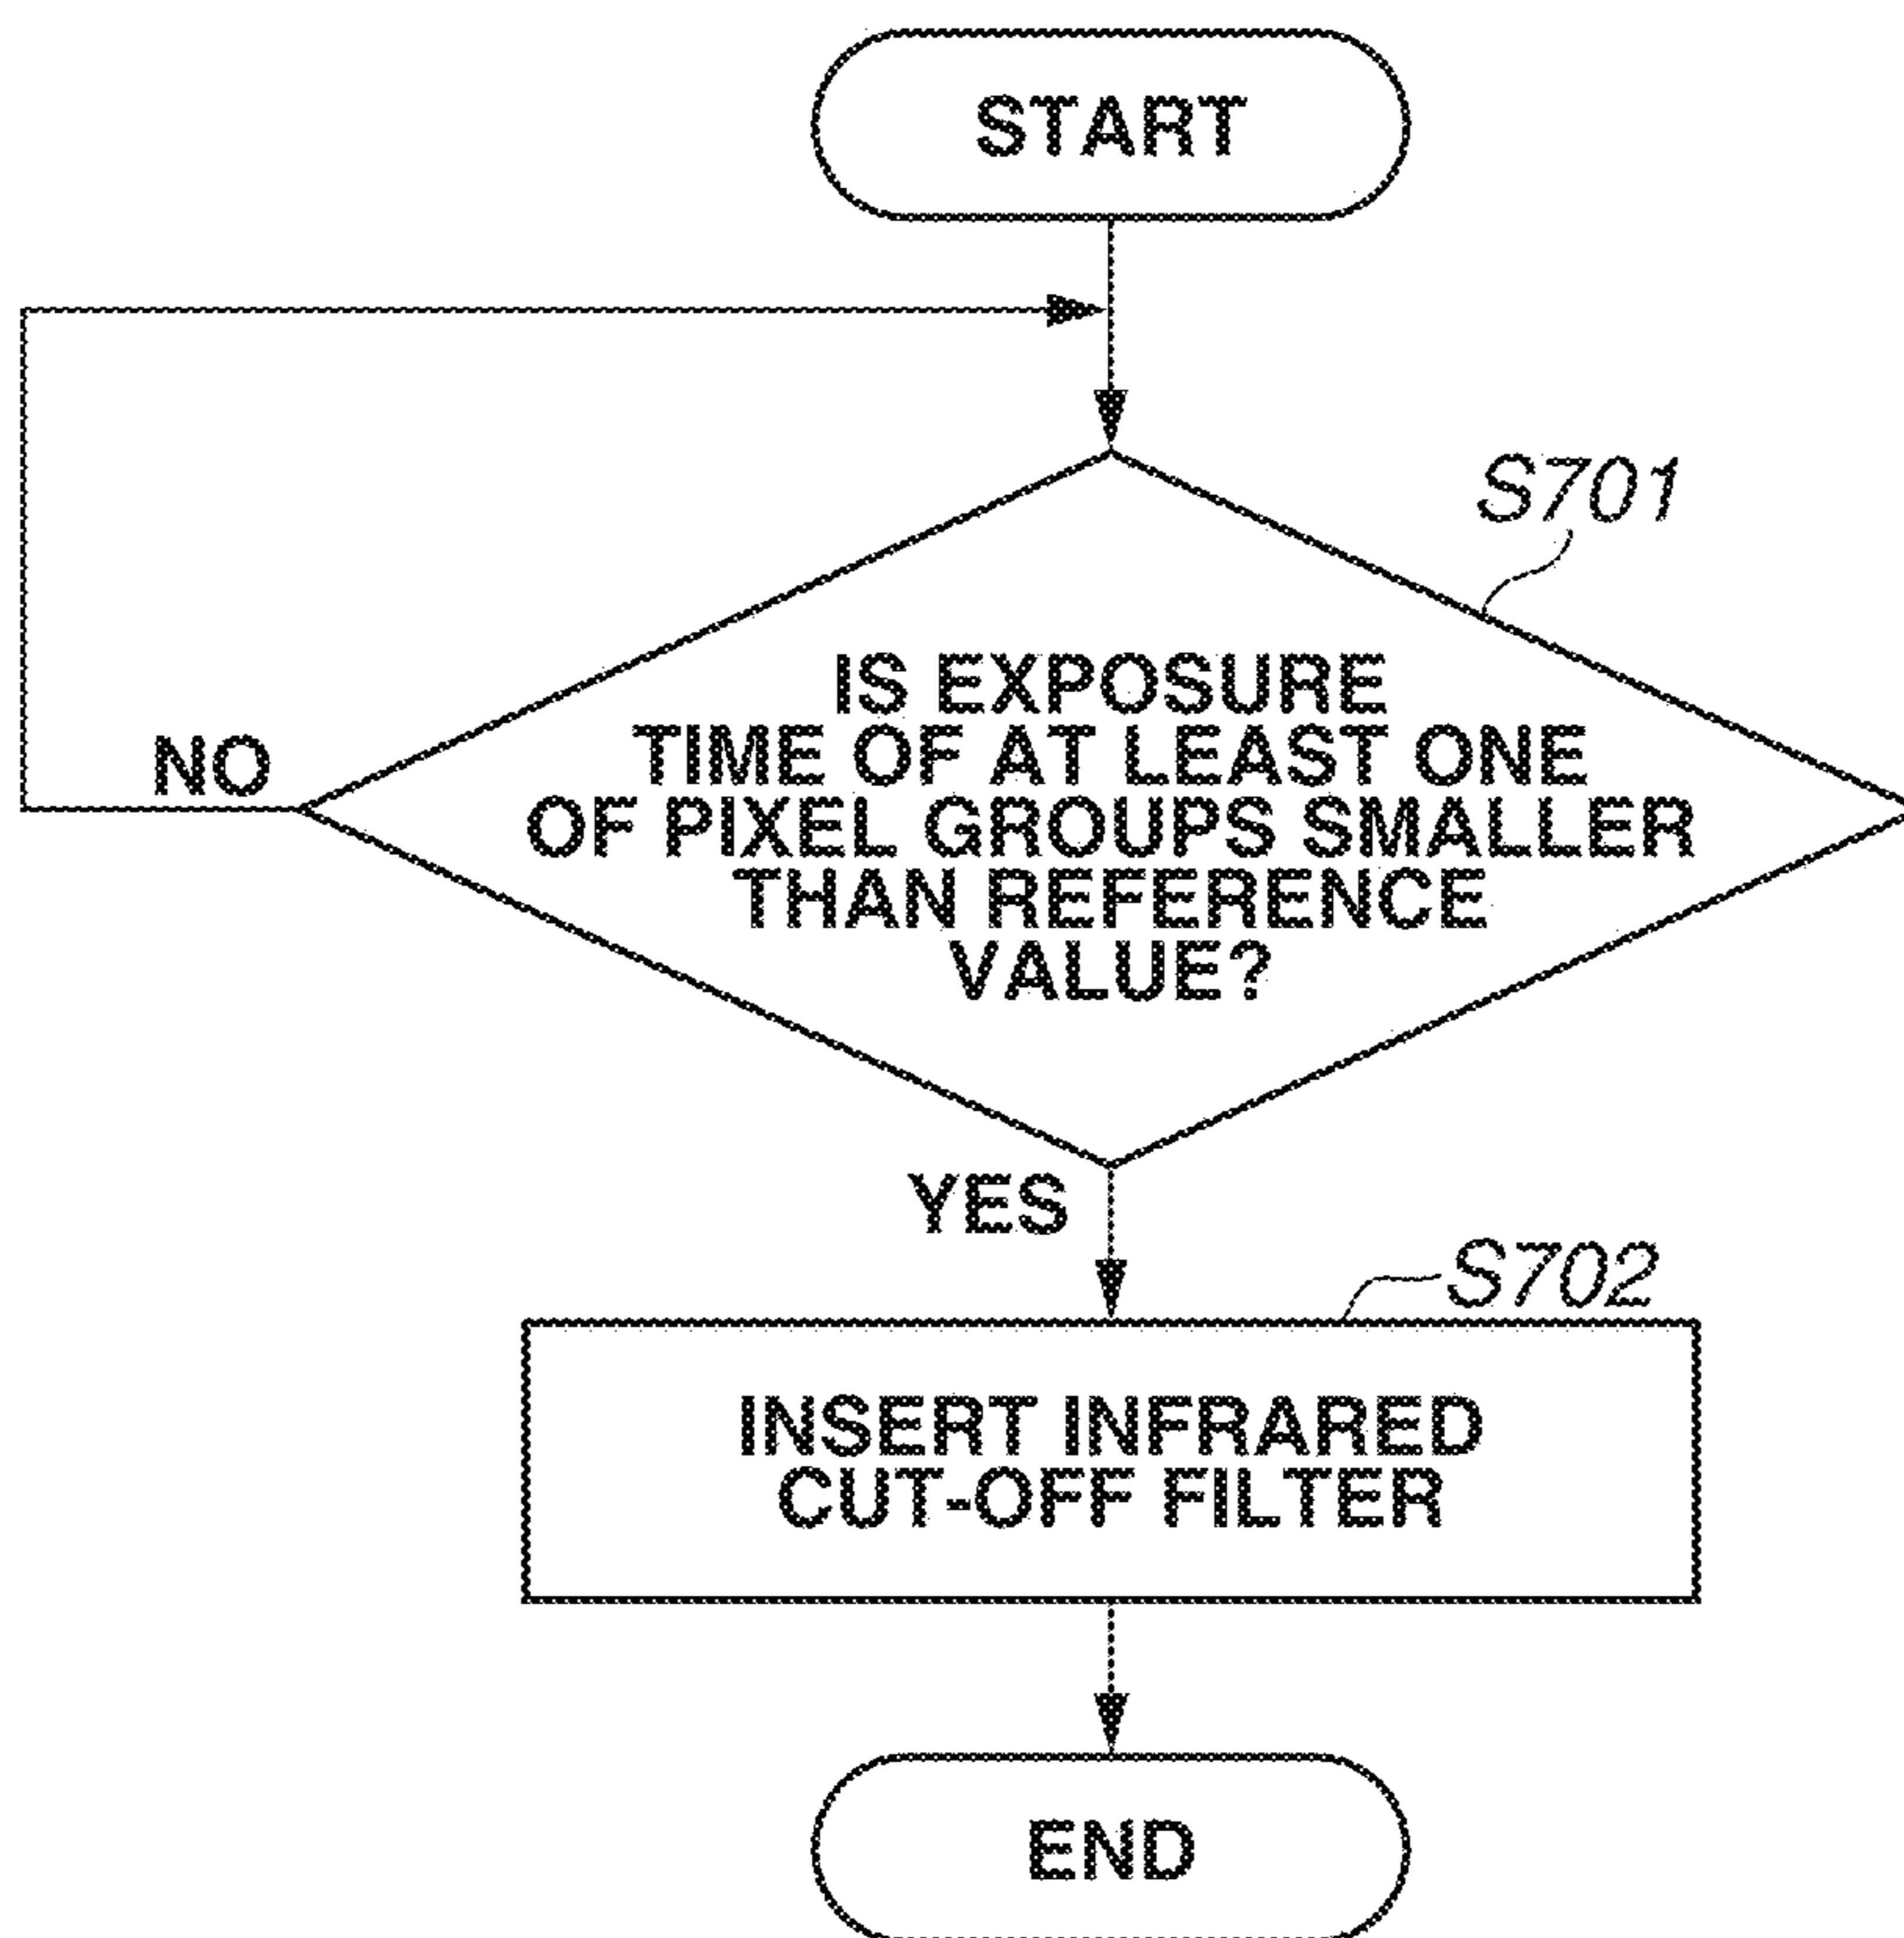 START
S701
IS EXPOSURE
TIME OF AT LEAST ONE
OF PIXEL GROUPS SMALLER
THAN REFERENCE
VALUE?
NO
YES
S702
INSERT INFRARED
CUT-OFF FILTER
END